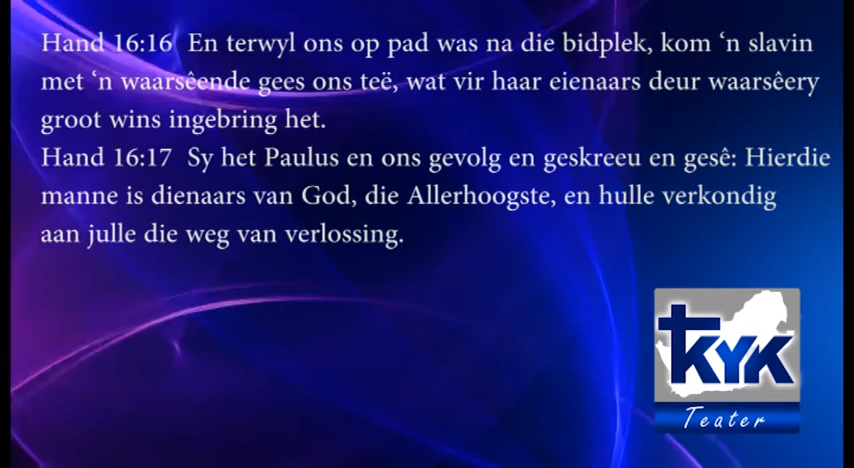 Hand 16:16  En terwyl ons op pad was na die bidplek, kom ‘n slavin
met ‘n waarsêende gees ons teë, wat vir haar eienaars deur waarsêery
groot wins ingebring het.
Hand 16:17  Sy het Paulus en ons gevolg en geskreeu en gesê: Hierdie
manne is dienaars van God, die Allerhoogste, en hulle verkondig
aan julle die weg van verlossing.
KYK
Teater